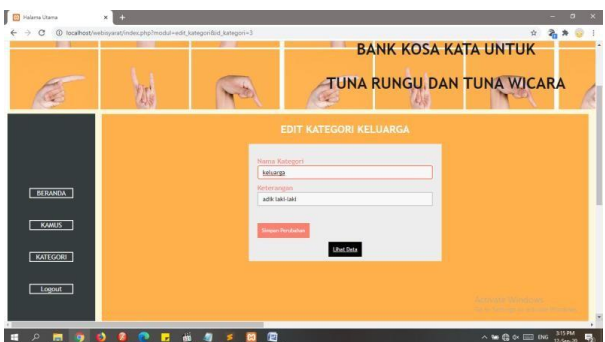 Halama Utama
localhost/websyarat/index.php?modul=edit_kategori&id_kategori=3
BANK KOSA KATA UNTUK
TUNA RUNGU DAN TUNA WICARA
EDIT KATEGORI KELUARGA
Nama Kategori
keluarga
Keterangan
adik laki-laki
Simpan Perubahan
Lihat Data
BERANDA
KAMUS
KATEGORI
Logout
ENG
3:15 PM